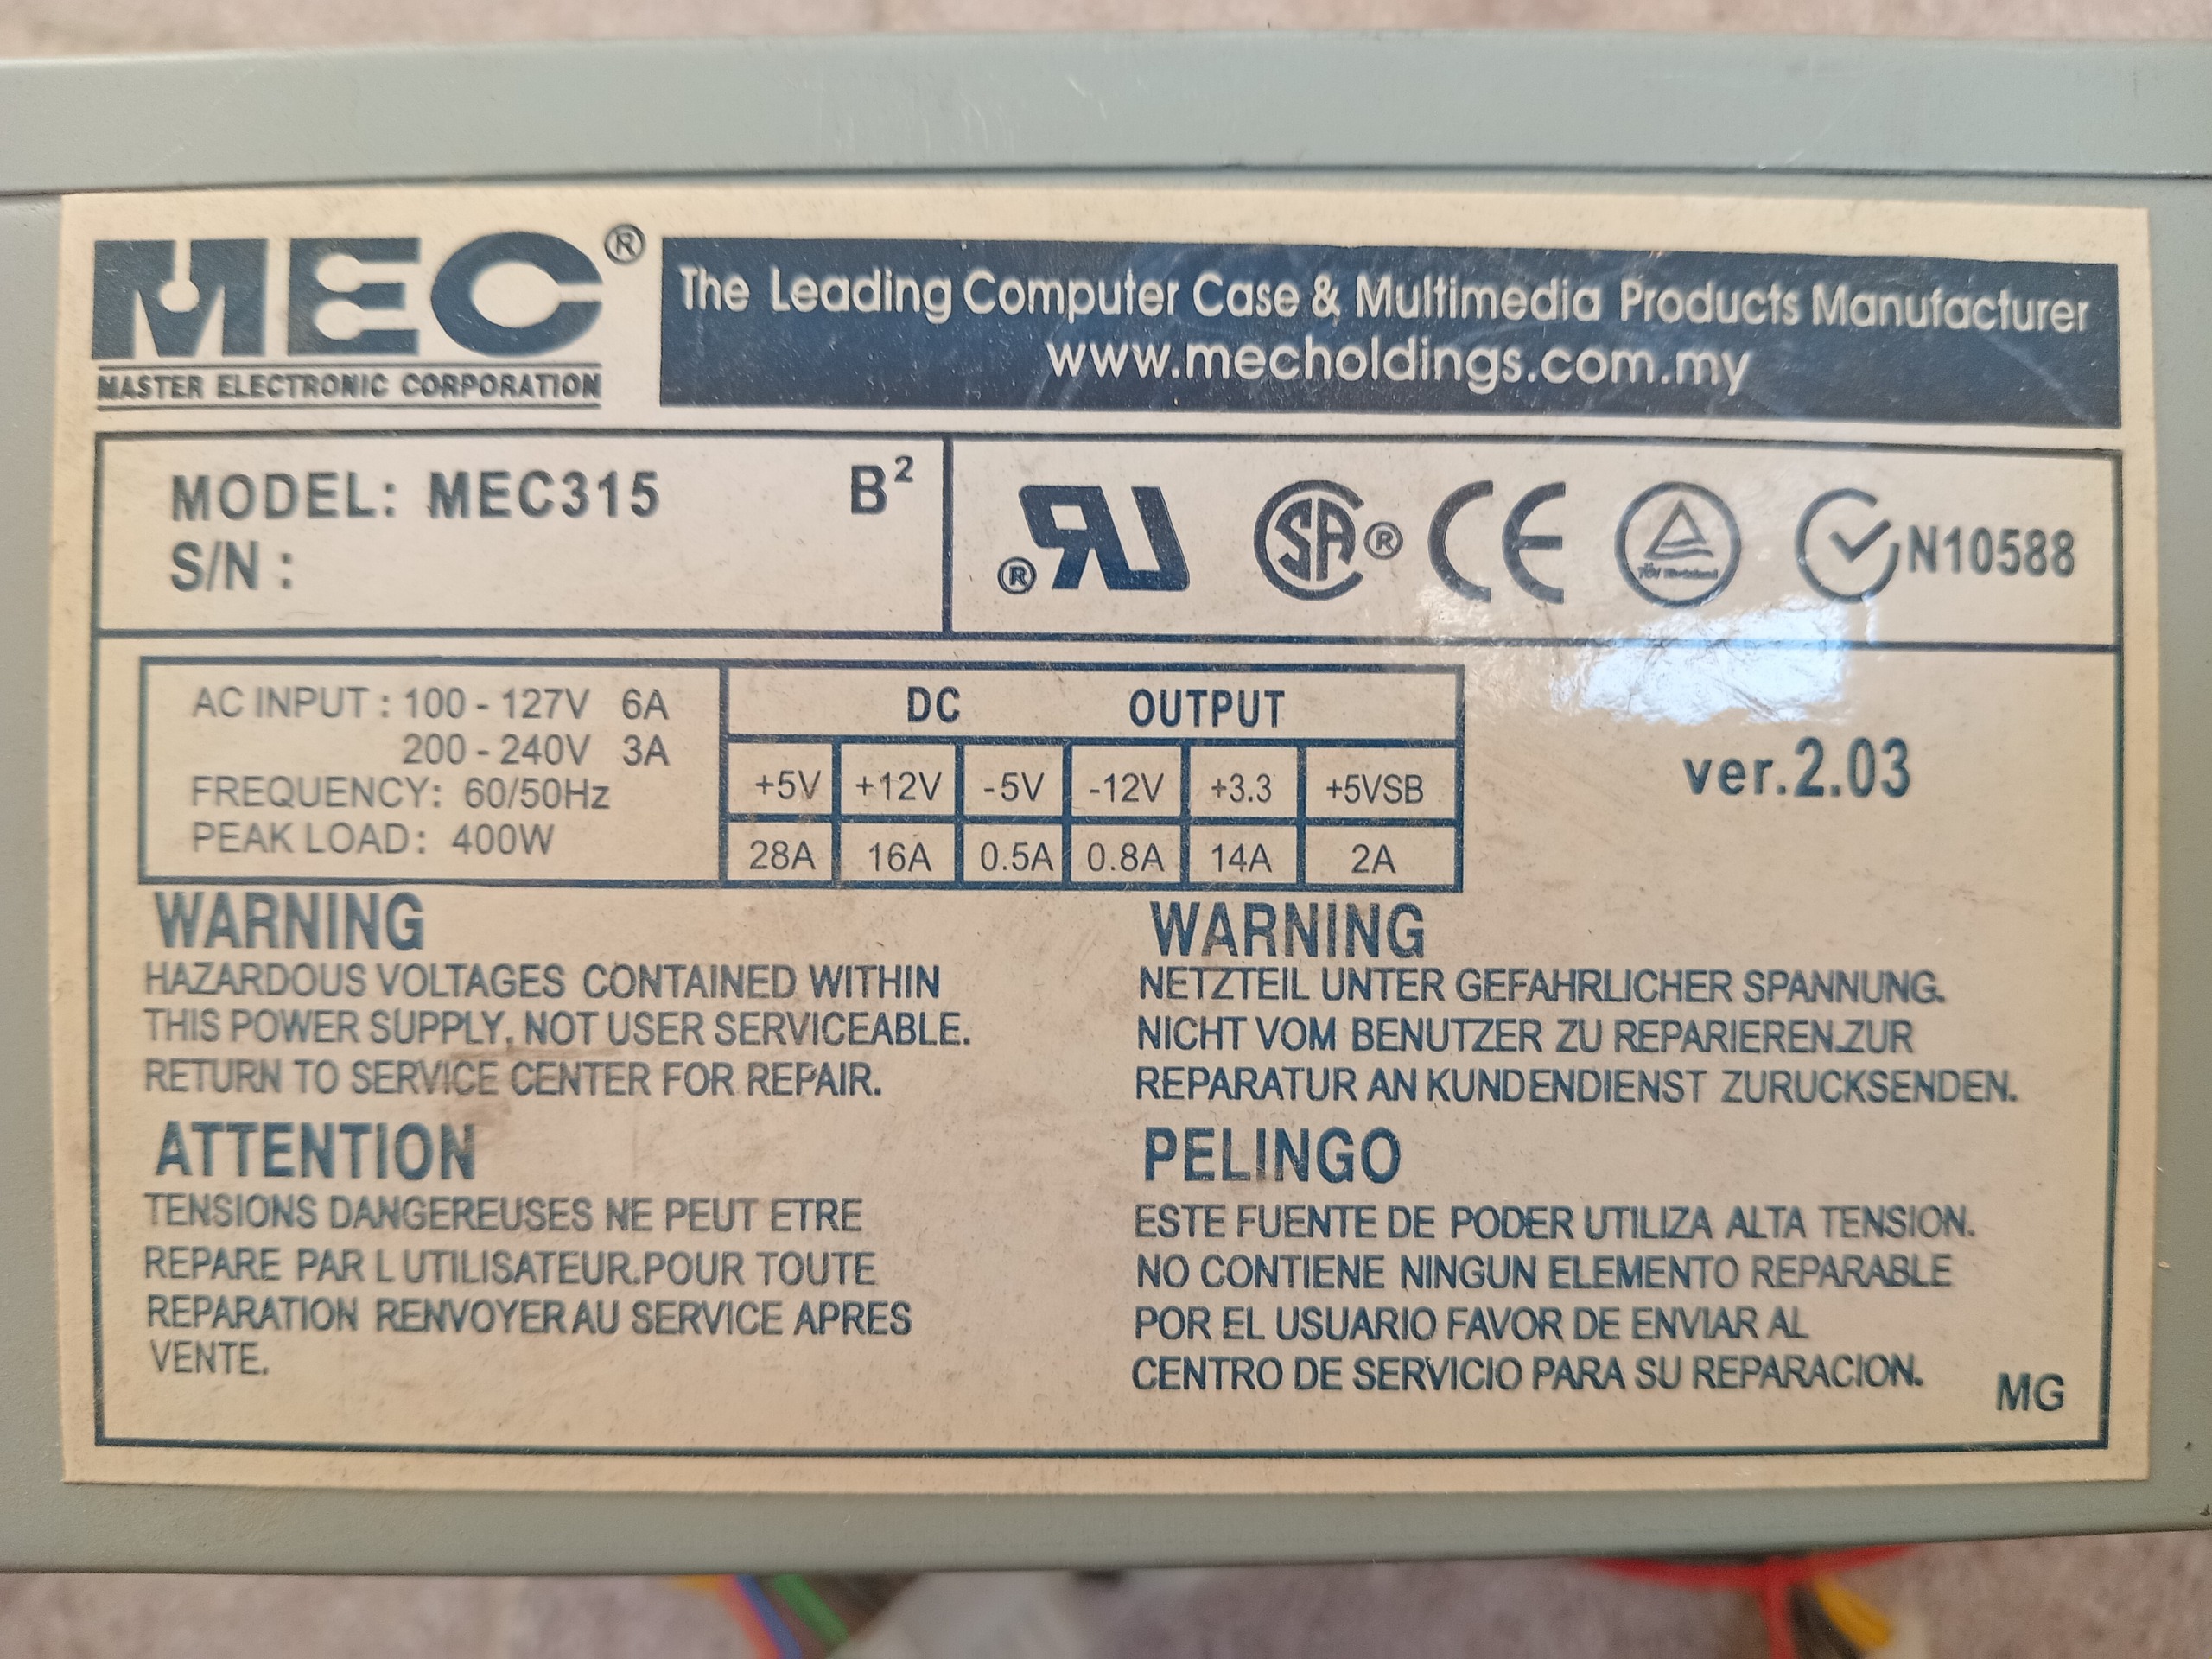 MEC®
MASTER ELECTRONIC CORPORATION
The Leading Computer Case & Multimedia Products Manufacturer
www.mecholdings.com.my
MODEL: MEC315 B²
S/N :
®UR SA® CE N10588
AC INPUT : 100 - 127V 6A
200 - 240V 3A
FREQUENCY: 60/50Hz
PEAK LOAD: 400W
DC OUTPUT
+5V +12V -5V -12V +3.3 +5VSB
28A 16A 0.5A 0.8A 14A 2A
ver.2.03
WARNING
HAZARDOUS VOLTAGES CONTAINED WITHIN
THIS POWER SUPPLY, NOT USER SERVICEABLE.
RETURN TO SERVICE CENTER FOR REPAIR.
ATTENTION
TENSIONS DANGEREUSES NE PEUT ETRE
REPARE PAR L UTILISATEUR.POUR TOUTE
REPARATION RENVOYER AU SERVICE APRES
VENTE.
WARNING
NETZTEIL UNTER GEFAHRLICHER SPANNUNG.
NICHT VOM BENUTZER ZU REPARIEREN.ZUR
REPARATUR AN KUNDENDIENST ZURUCKSENDEN.
PELINGO
ESTE FUENTE DE PODER UTILIZA ALTA TENSION.
NO CONTIENE NINGUN ELEMENTO REPARABLE
POR EL USUARIO FAVOR DE ENVIAR AL
CENTRO DE SERVICIO PARA SU REPARACION.
MG